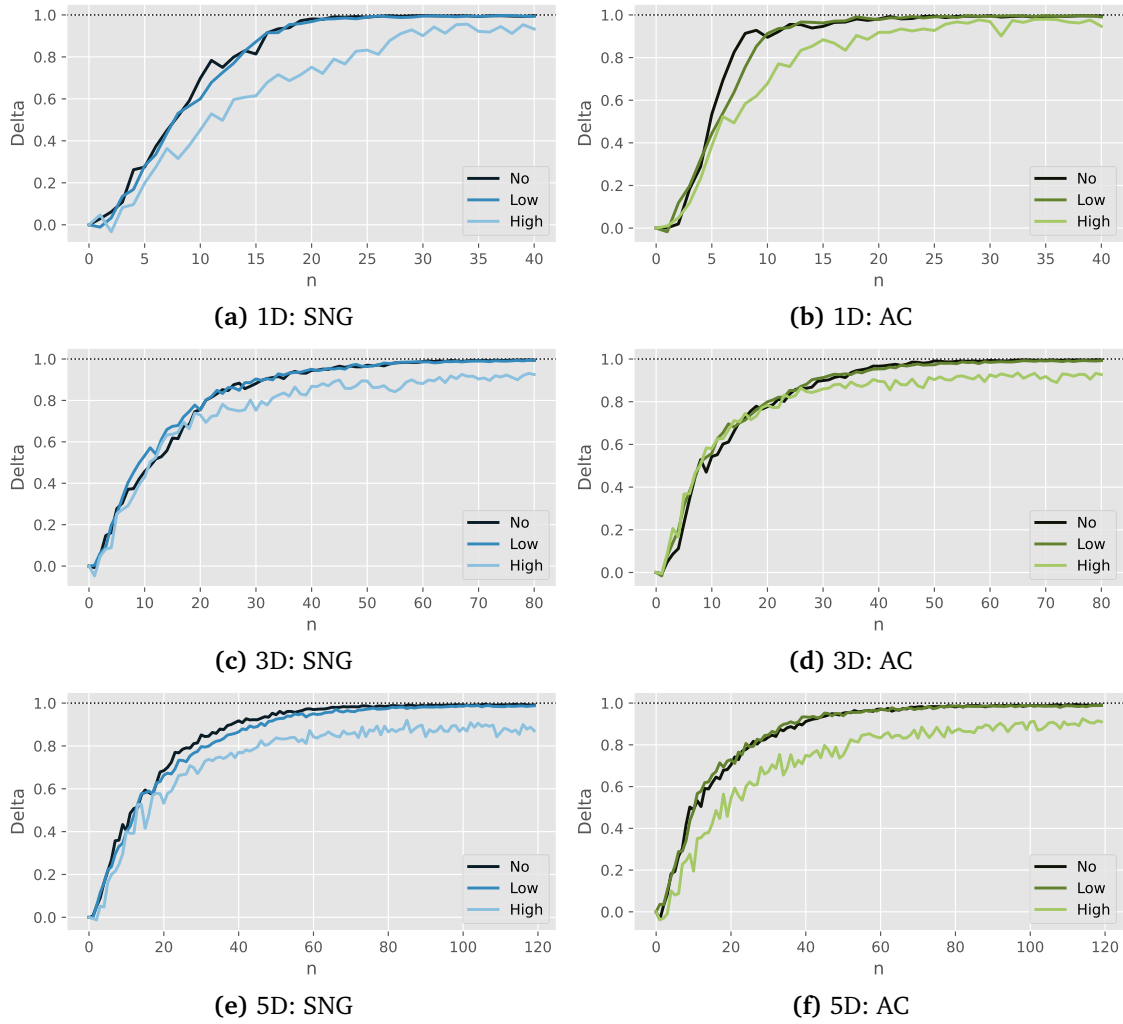 1.0
0.8
0.6
0.4
0.2
0.0
Delta
No
Low
High
0 5 10 15 20 25 30 35 40
n
(a) 1D: SNG
1.0
0.8
0.6
0.4
0.2
0.0
Delta
No
Low
High
0 5 10 15 20 25 30 35 40
n
(b) 1D: AC
1.0
0.8
0.6
0.4
0.2
0.0
Delta
No
Low
High
0 10 20 30 40 50 60 70 80
n
(c) 3D: SNG
1.0
0.8
0.6
0.4
0.2
0.0
Delta
No
Low
High
0 10 20 30 40 50 60 70 80
n
(d) 3D: AC
1.0
0.8
0.6
0.4
0.2
0.0
Delta
No
Low
High
0 20 40 60 80 100 120
n
(e) 5D: SNG
1.0
0.8
0.6
0.4
0.2
0.0
Delta
No
Low
High
0 20 40 60 80 100 120
n
(f) 5D: AC